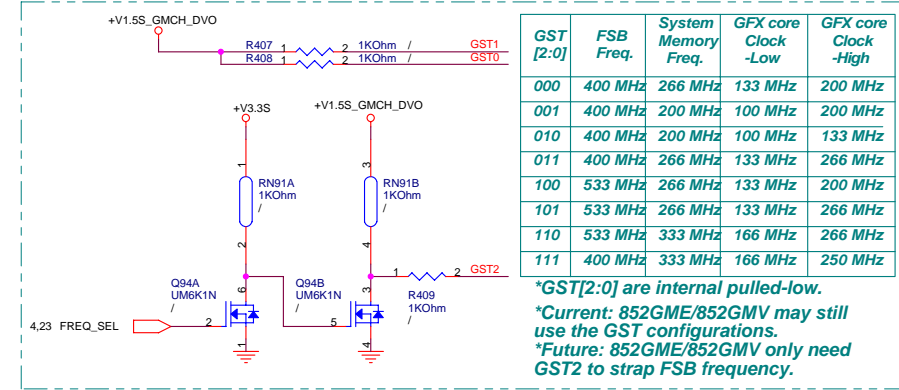 +V1.5S_GMCH_DVO
R407 1 2 1KOhm / GST1
R408 1 2 1KOhm / GST0
+V3.3S
+V1.5S_GMCH_DVO
1
3
RN91A
1KOhm
/
RN91B
1KOhm
/
2
4
1 2 GST2
R409
1KOhm
/
Q94A
UM6K1N
/
6
Q94B
UM6K1N
/
3
4,23 FREQ_SEL
2
5
1
4
GST [2:0] FSB Freq. System Memory Freq. GFX core Clock -Low GFX core Clock -High
000 400 MHz 266 MHz 133 MHz 200 MHz
001 400 MHz 200 MHz 100 MHz 200 MHz
010 400 MHz 200 MHz 100 MHz 133 MHz
011 400 MHz 266 MHz 133 MHz 266 MHz
100 533 MHz 266 MHz 133 MHz 200 MHz
101 533 MHz 266 MHz 133 MHz 266 MHz
110 533 MHz 333 MHz 166 MHz 266 MHz
111 400 MHz 333 MHz 166 MHz 250 MHz
*GST[2:0] are internal pulled-low.
*Current: 852GME/852GMV may still
use the GST configurations.
*Future: 852GME/852GMV only need
GST2 to strap FSB frequency.